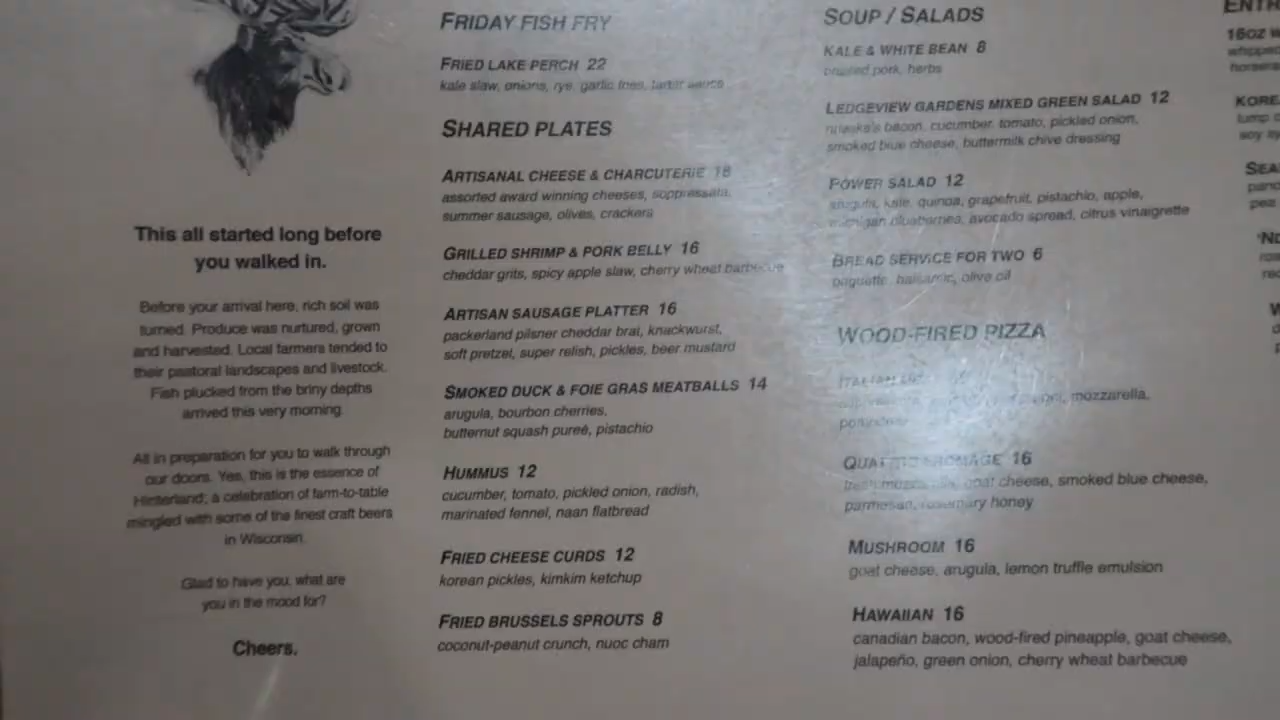 This all started long before
you walked in.
Before your arrival here, rich soil was
turned. Produce was nurtured, grown
and harvested. Local farmers tended to
their pastoral landscapes and livestock.
Fish plucked from the briny depths
arrived this very morning.
All in preparation for you to walk through
our doors. Yes, this is the essence of
Hinterland; a celebration of farm-to-table
mingled with some of the finest craft beers
in Wisconsin.
Glad to have you, what are
you in the mood for?
Cheers.
FRIDAY FISH FRY
FRIED LAKE PERCH 22
kale slaw, onions, rye, garlic fries, tartar sauce
SHARED PLATES
ARTISANAL CHEESE & CHARCUTERIE 18
assorted award winning cheeses, soppressata,
summer sausage, olives, crackers
GRILLED SHRIMP & PORK BELLY 16
cheddar grits, spicy apple slaw, cherry wheat barbecue
ARTISAN SAUSAGE PLATTER 16
packerland pilsner cheddar brat, knackwurst,
soft pretzel, super relish, pickles, beer mustard
SMOKED DUCK & FOIE GRAS MEATBALLS 14
arugula, bourbon cherries,
butternut squash pureé, pistachio
HUMMUS 12
cucumber, tomato, pickled onion, radish,
marinated fennel, naan flatbread
FRIED CHEESE CURDS 12
korean pickles, kimkim ketchup
FRIED BRUSSELS SPROUTS 8
coconut-peanut crunch, nuoc cham
SOUP / SALADS
KALE & WHITE BEAN 8
braised pork, herbs
LEDGEVIEW GARDENS MIXED GREEN SALAD 12
bacon, cucumber, tomato, pickled onion,
smoked blue cheese, buttermilk chive dressing
POWER SALAD 12
arugula, kale, quinoa, grapefruit, pistachio, apple,
michigan blueberries, avocado spread, citrus vinaigrette
BREAD SERVICE FOR TWO 6
baguette, balsamic, olive oil
WOOD-FIRED PIZZA
ITALIAN
mozzarella,
QUATTRO FROMAGE 16
fresh mozzarella, goat cheese, smoked blue cheese,
parmesan, rosemary honey
MUSHROOM 16
goat cheese, arugula, lemon truffle emulsion
HAWAIIAN 16
canadian bacon, wood-fired pineapple, goat cheese,
jalapeño, green onion, cherry wheat barbecue
16OZ
whipped